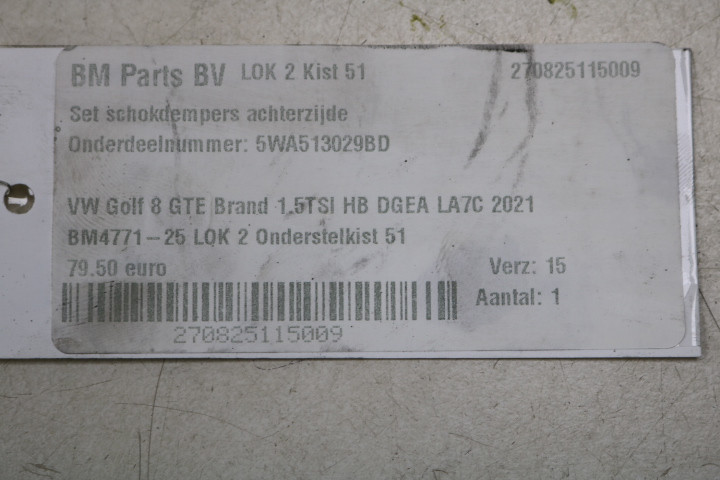 BM Parts BV LOK 2 Kist 51 270825115009
Set schokdempers achterzijde
Onderdeelnummer: 5WA513029BD
VW Golf 8 GTE Brand 1.5TSI HB DGEA LA7C 2021
BM4771-25 LOK 2 Onderstelkist 51
79.50 euro Verz: 15
Aantal: 1
270825115009